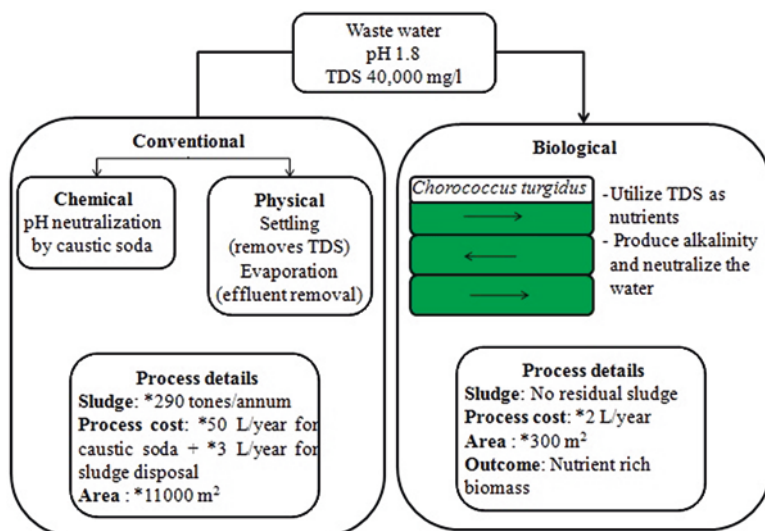 Waste water
pH 1.8
TDS 40,000 mg/l
Conventional
Chemical
pH neutralization
by caustic soda
Physical
Settling
(removes TDS)
Evaporation
(effluent removal)
Process details
Sludge: *290 tones/annum
Process cost: *50 L/year for
caustic soda + *3 L/year for
sludge disposal
Area : *11000 m²
Biological
Chorococcus turgidus
- Utilize TDS as
nutrients
- Produce alkalinity
and neutralize the
water
Process details
Sludge: No residual sludge
Process cost: *2 L/year
Area : *300 m²
Outcome: Nutrient rich
biomass